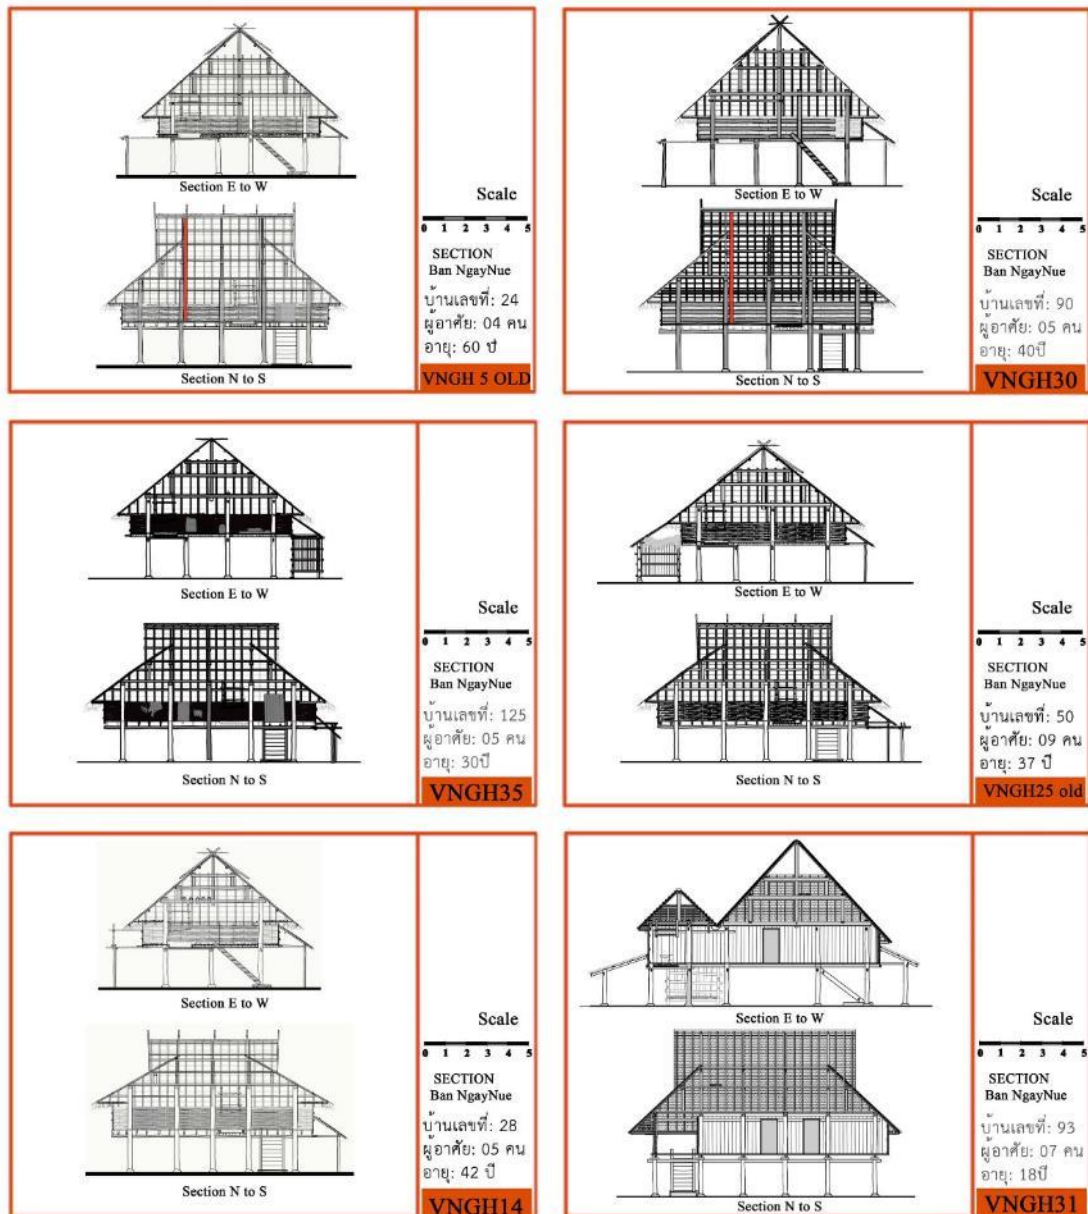 Section E to W
Section N to S
Scale
0 1 2 3 4 5
SECTION
Ban NgayNue
บ้านเลขที่: 24
ผู้อาศัย: 04 คน
อายุ: 60 ปี
VNGH 5 OLD
Section E to W
Section N to S
Scale
0 1 2 3 4 5
SECTION
Ban NgayNue
บ้านเลขที่: 90
ผู้อาศัย: 05 คน
อายุ: 40ปี
VNGH30
Section E to W
Section N to S
Scale
0 1 2 3 4 5
SECTION
Ban NgayNue
บ้านเลขที่: 125
ผู้อาศัย: 05 คน
อายุ: 30ปี
VNGH35
Section E to W
Section N to S
Scale
0 1 2 3 4 5
SECTION
Ban NgayNue
บ้านเลขที่: 50
ผู้อาศัย: 09 คน
อายุ: 37 ปี
VNGH25 old
Section E to W
Section N to S
Scale
0 1 2 3 4 5
SECTION
Ban NgayNue
บ้านเลขที่: 28
ผู้อาศัย: 05 คน
อายุ: 42 ปี
VNGH14
Section E to W
Section N to S
Scale
0 1 2 3 4 5
SECTION
Ban NgayNue
บ้านเลขที่: 93
ผู้อาศัย: 07 คน
อายุ: 18ปี
VNGH31